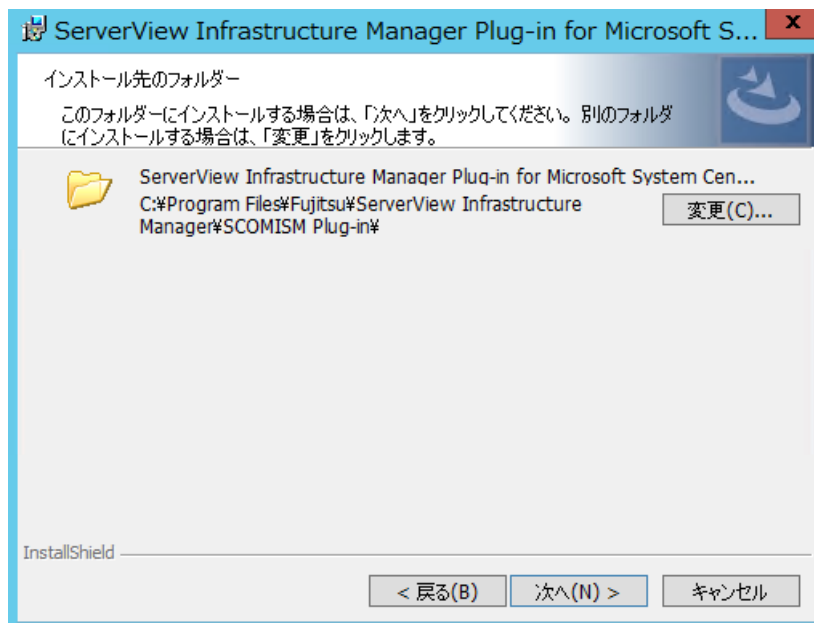 ServerView Infrastructure Manager Plug-in for Microsoft S...
インストール先のフォルダー
このフォルダーにインストールする場合は、「次へ」をクリックしてください。別のフォルダ
にインストールする場合は、「変更」をクリックします。
ServerView Infrastructure Manager Plug-in for Microsoft System Cen...
C:¥Program Files¥Fujitsu¥ServerView Infrastructure
Manager¥SCOMISM Plug-in¥
変更(C)...
InstallShield
< 戻る(B)
次へ(N) >
キャンセル